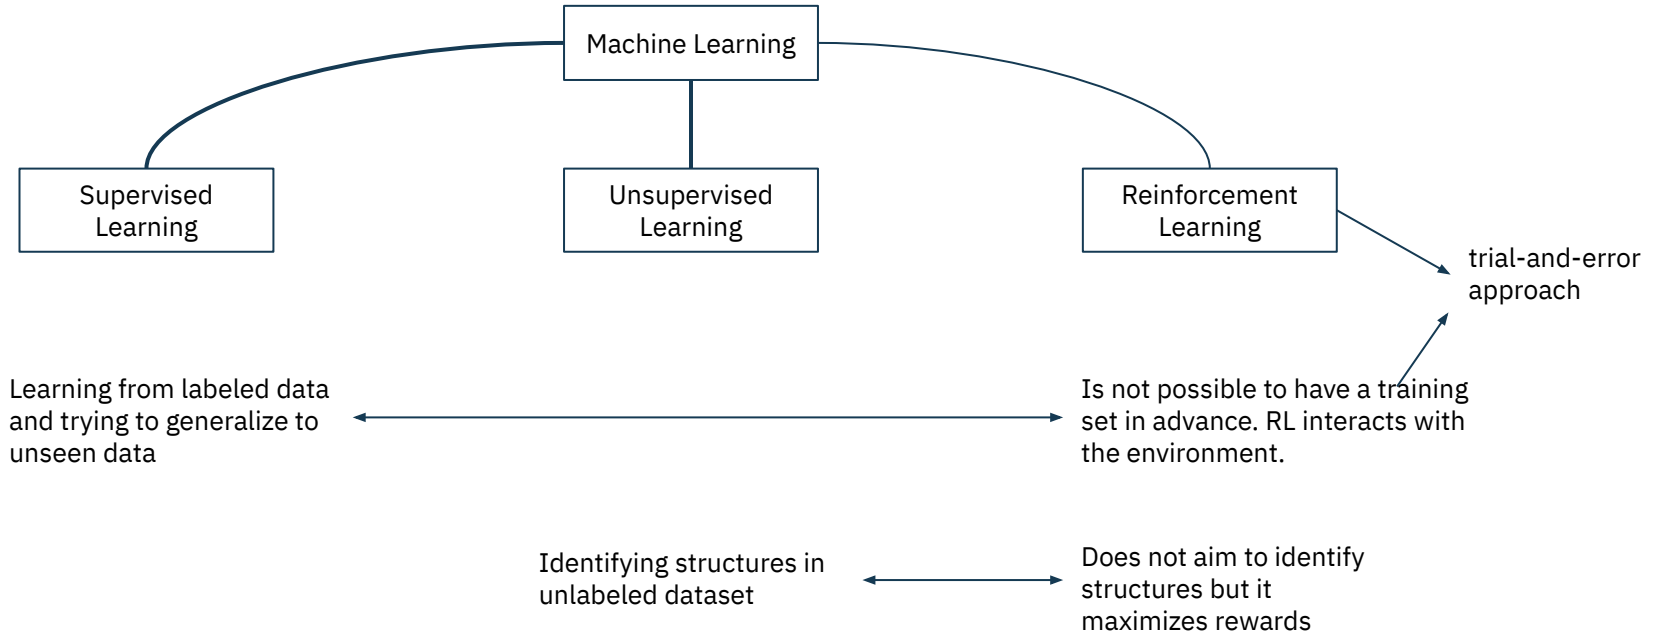 Machine Learning
Supervised
Learning
Unsupervised
Learning
Reinforcement
Learning
trial-and-error
approach
Learning from labeled data
and trying to generalize to
unseen data
Is not possible to have a training
set in advance. RL interacts with
the environment.
Identifying structures in
unlabeled dataset
Does not aim to identify
structures but it
maximizes rewards